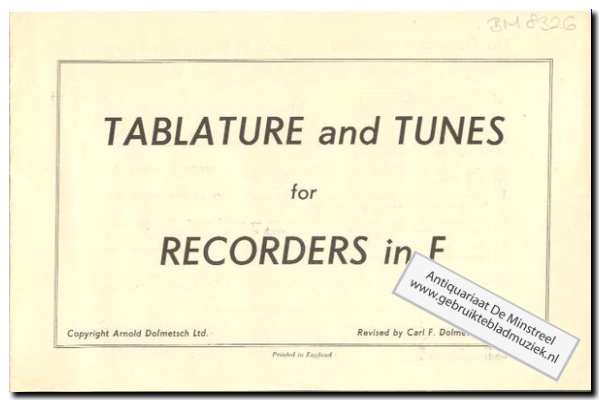 BM 8326
TABLATURE and TUNES
for
RECORDERS in F
Antiquariaat De Minstreel
www.gebruiktebladmuziek.nl
Copyright Arnold Dolmetsch Ltd.
Revised by Carl F.
Printed in England